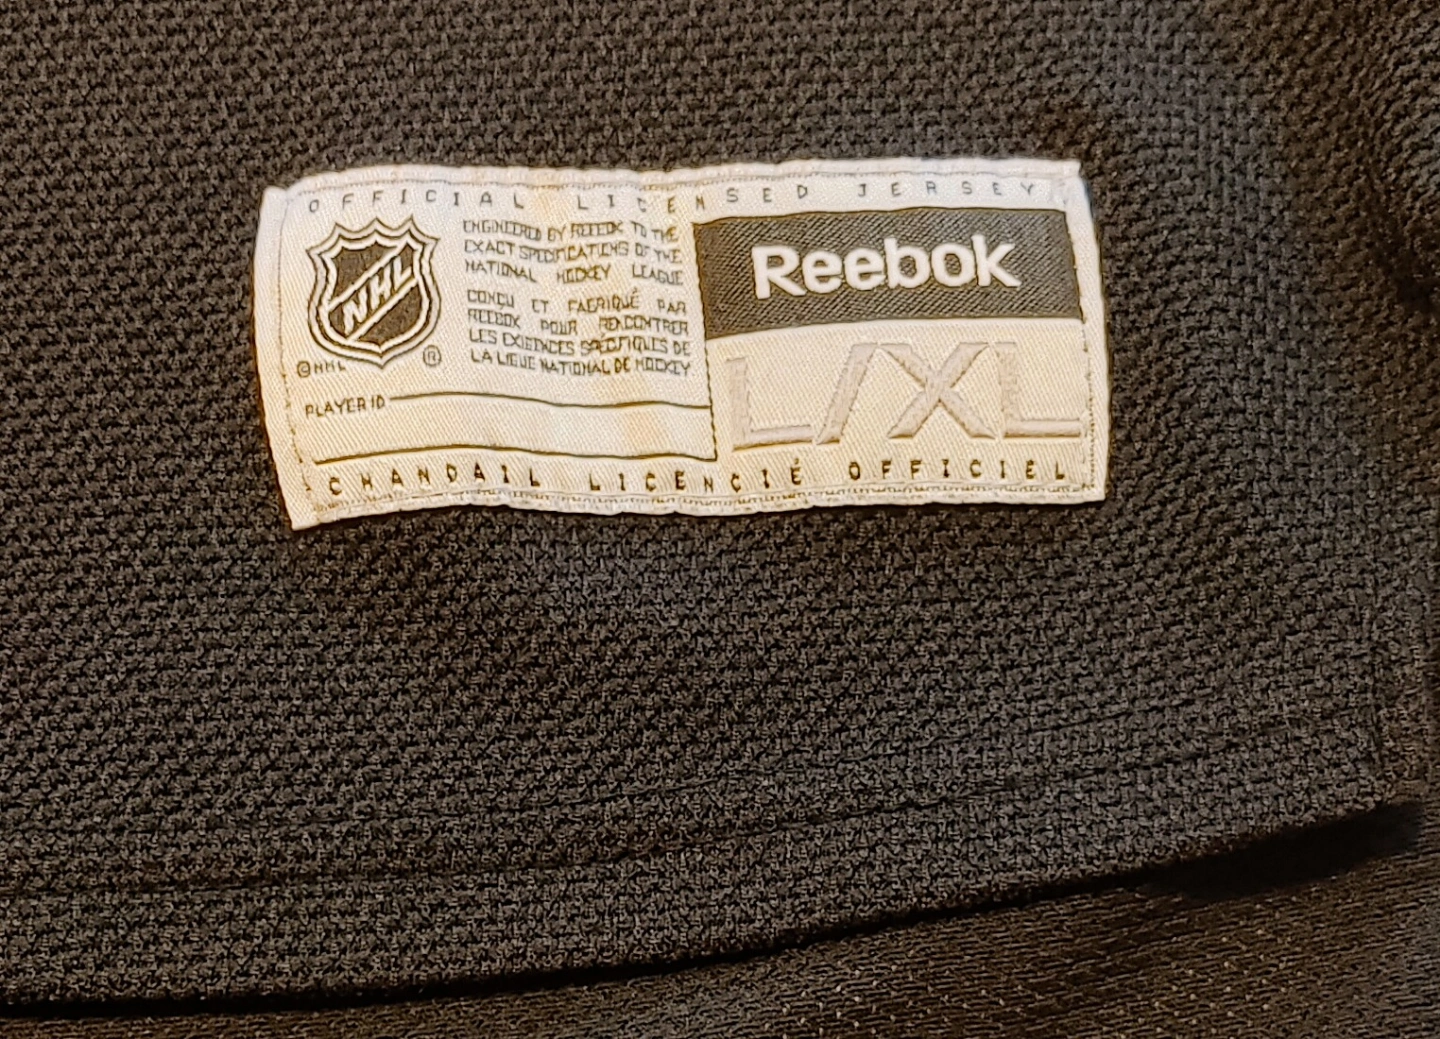 OFFICIAL LICENSED JERSEY
NHL
©NHL ®
ENGINEERED BY REEBOK TO THE
EXACT SPECIFICATIONS OF THE
NATIONAL HOCKEY LEAGUE
CONÇU ET FABRIQUÉ PAR
REEBOK POUR RENCONTRER
LES EXIGENCES SPÉCIFIQUES DE
LA LIGUE NATIONAL DE HOCKEY
PLAYER ID
Reebok
L/XL
CHANDAIL LICENCIÉ OFFICIEL